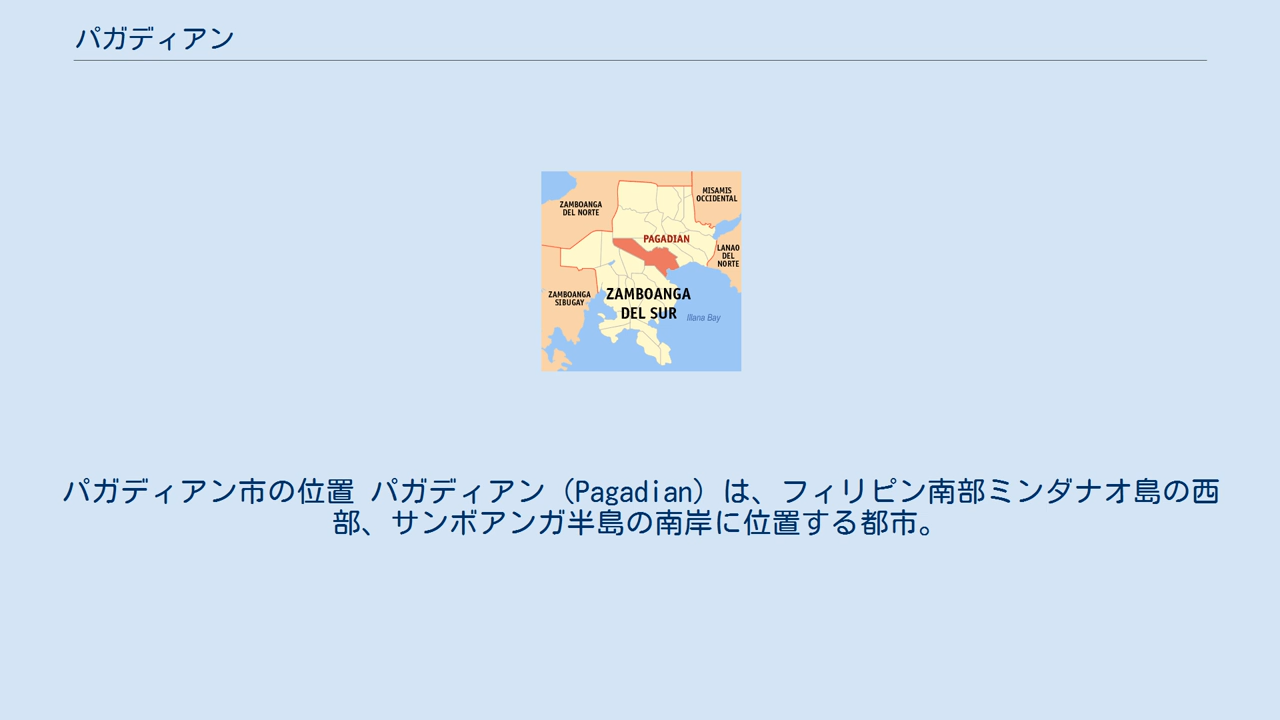 パガディアン
ZAMBOANGA
DEL NORTE
MISAMIS
OCCIDENTAL
PAGADIAN
LANAO
DEL
NORTE
ZAMBOANGA
SIBUGAY
ZAMBOANGA
DEL SUR
Illana Bay
パガディアン市の位置 パガディアン（Pagadian）は、フィリピン南部ミンダナオ島の西
部、サンボアンガ半島の南岸に位置する都市。